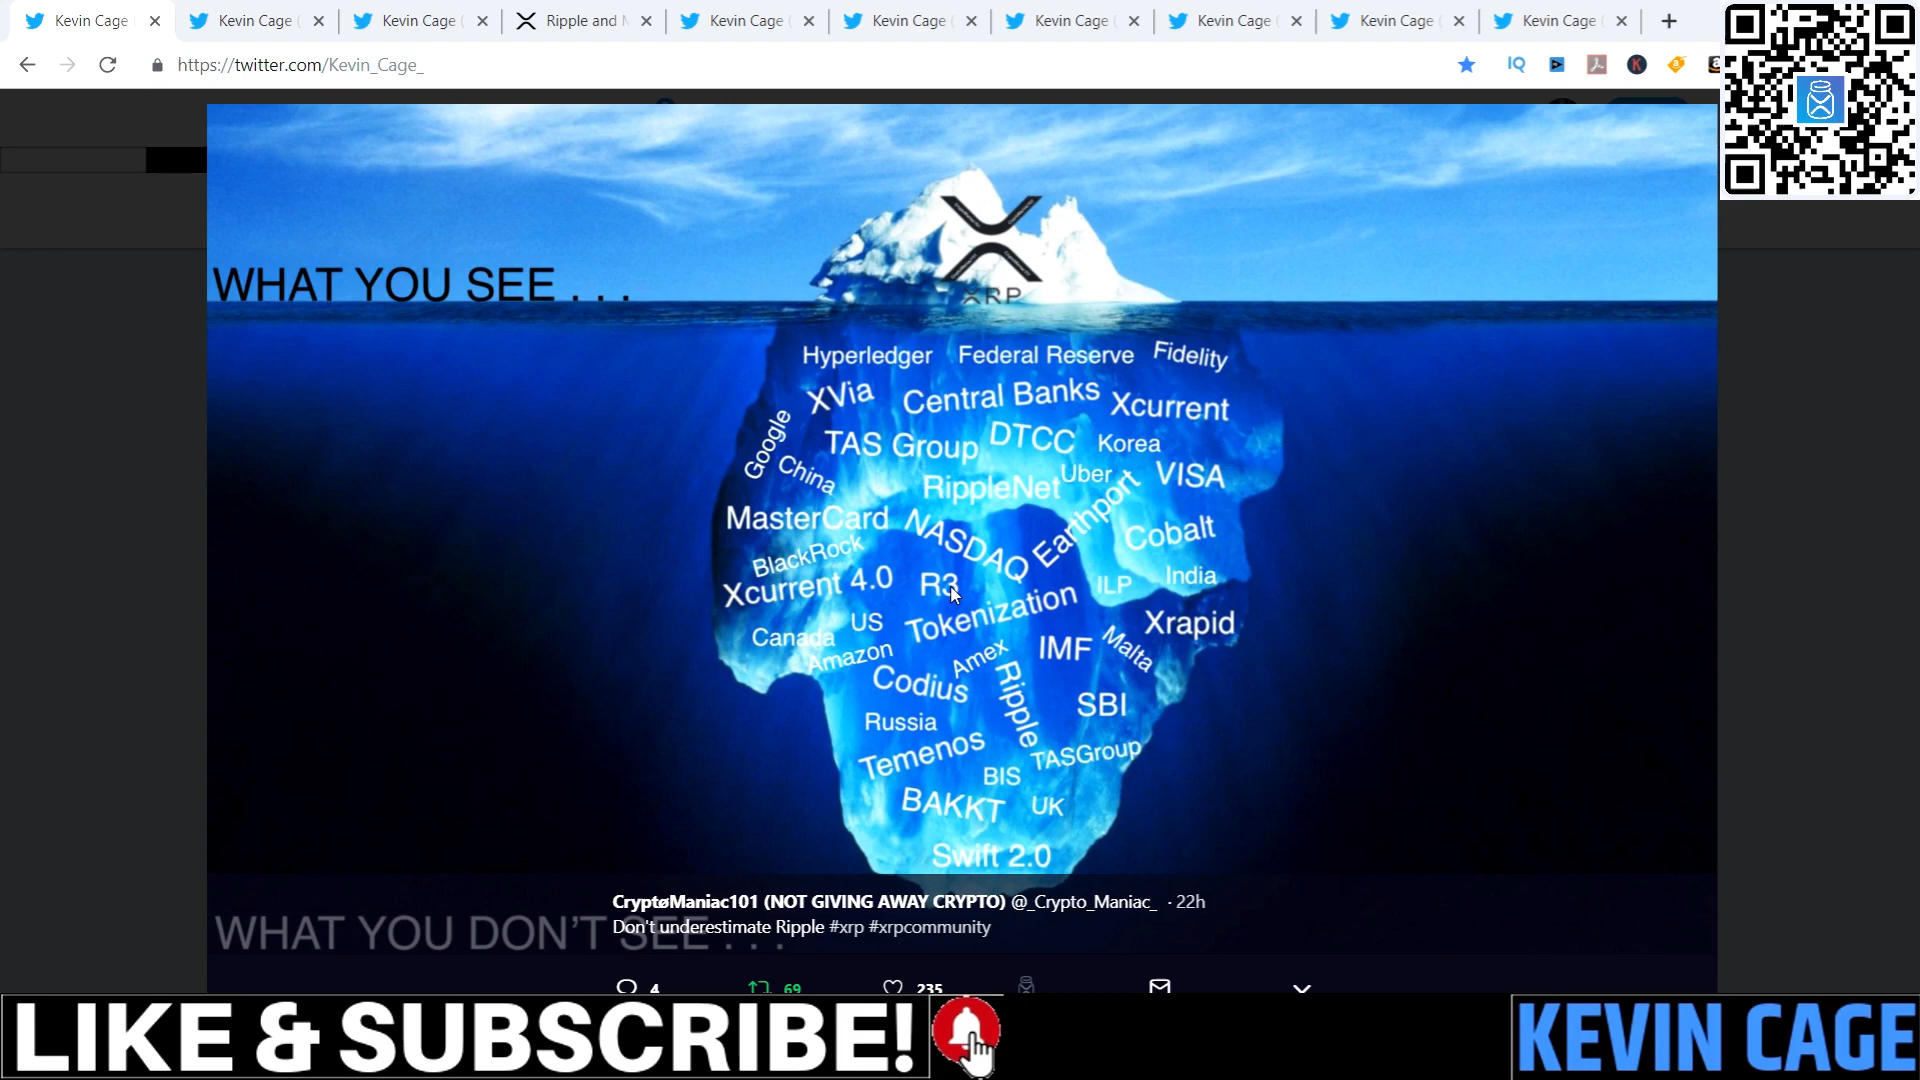 Kevin Cage
Kevin Cage (
Kevin Cage (
Ripple and M
Kevin Cage (
Kevin Cage (
Kevin Cage (
Kevin Cage (
Kevin Cage (
Kevin Cage (
https://twitter.com/Kevin_Cage_
IQ
WHAT YOU SEE . . .
XRP
Hyperledger Federal Reserve Fidelity
XVia Central Banks Xcurrent
Google TAS Group DTCC Korea
China RippleNet Uber VISA
MasterCard NASDAQ Earthport Cobalt
BlackRock
Xcurrent 4.0 R3 ILP India
US Tokenization Xrapid
Canada Amazon Amex IMF Malta
Codius Ripple SBI
Russia
Temenos BIS TASGroup
BAKKT UK
Swift 2.0
CryptøManiac101 (NOT GIVING AWAY CRYPTO) @_Crypto_Maniac_ · 22h
Don't underestimate Ripple #xrp #xrpcommunity
WHAT YOU DON'T SEE . . .
4 69 235
LIKE & SUBSCRIBE!
KEVIN CAGE